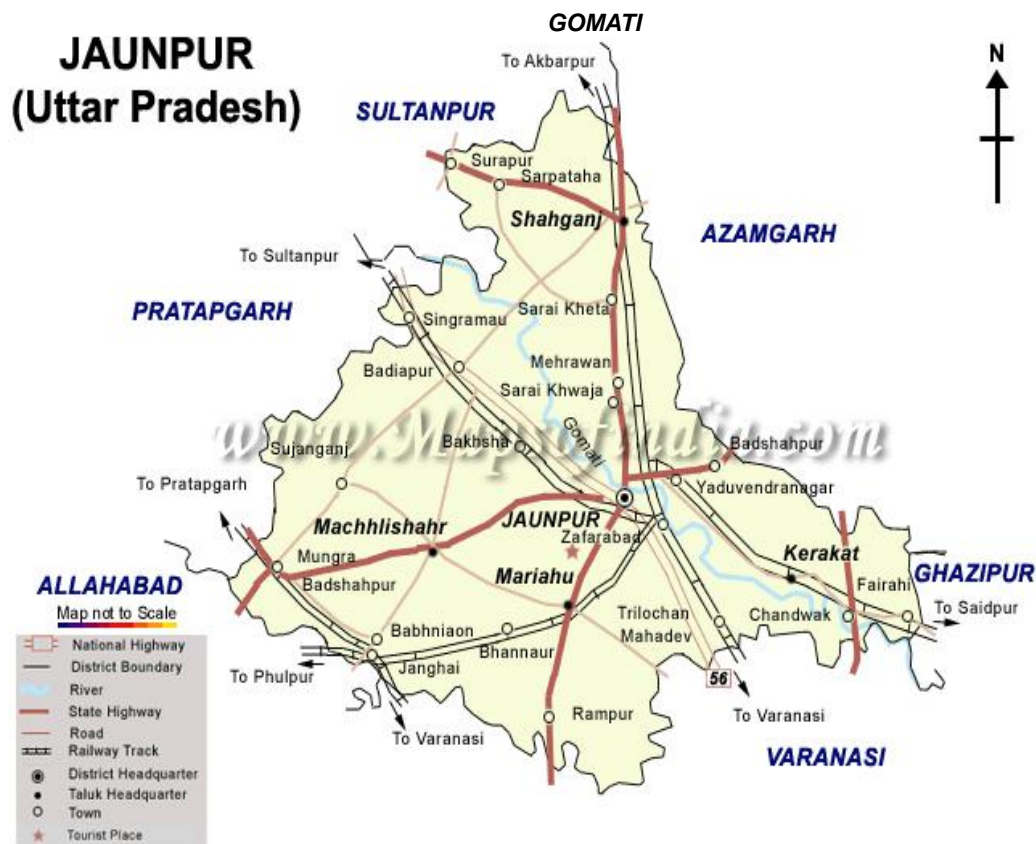 GOMATI
JAUNPUR
(Uttar Pradesh)
To Akbarpur
N
SULTANPUR
Surapur
Sarpataha
Shahganj
AZAMGARH
To Sultanpur
PRATAPGARH
Sarai Kheta
Singramau
Mehrawan
Badiapur
Sarai Khwaja
www.Mapsofindia.com
Gomati
Bakhsha
Badshahpur
Sujanganj
To Pratapgarh
Yaduvendranagar
Machhlishahr
JAUNPUR
Zafarabad
Mungra
Badshahpur
Mariahu
Kerakat
ALLAHABAD
GHAZIPUR
Fairahi
Map not to Scale
Trilochan
Mahadev
Chandwak
To Saidpur
Babhniaon
Bhannaur
Janghai
To Phulpur
56
Rampur
To Varanasi
To Varanasi
VARANASI
National Highway
District Boundary
River
State Highway
Road
Railway Track
District Headquarter
Taluk Headquarter
Town
Tourist Place